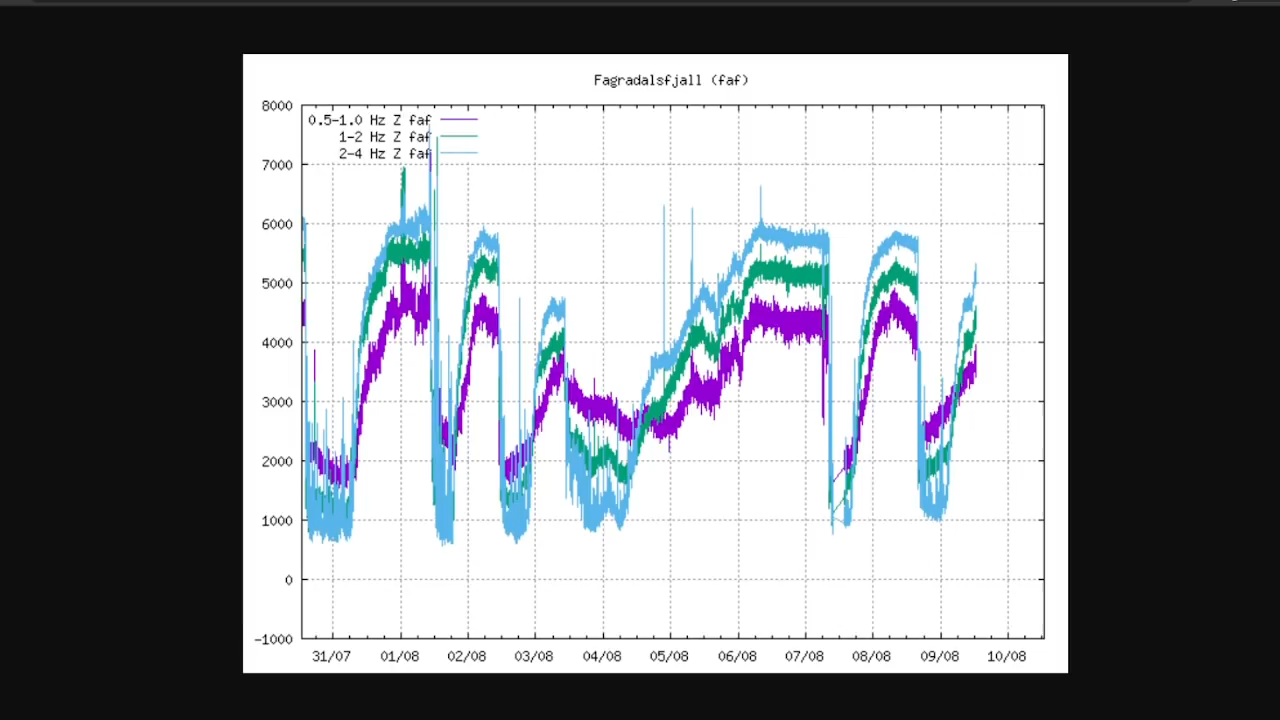 Fagradalsfjall (faf)
8000
0.5-1.0 Hz Z faf
1-2 Hz Z faf
2-4 Hz Z faf
7000
6000
5000
4000
3000
2000
1000
0
-1000
31/07 01/08 02/08 03/08 04/08 05/08 06/08 07/08 08/08 09/08 10/08